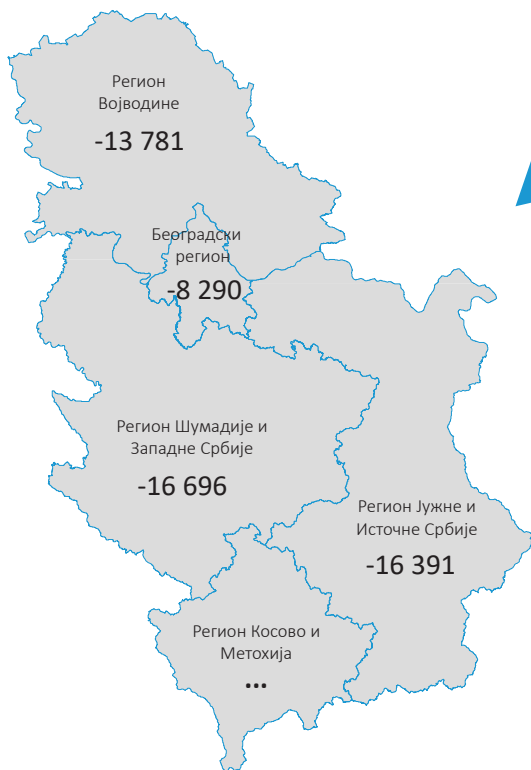 Регион
Војводине
-13 781
Београдски
регион
-8 290
Регион Шумадије и
Западне Србије
-16 696
Регион Јужне и
Источне Србије
-16 391
Регион Косово и
Метохија
...